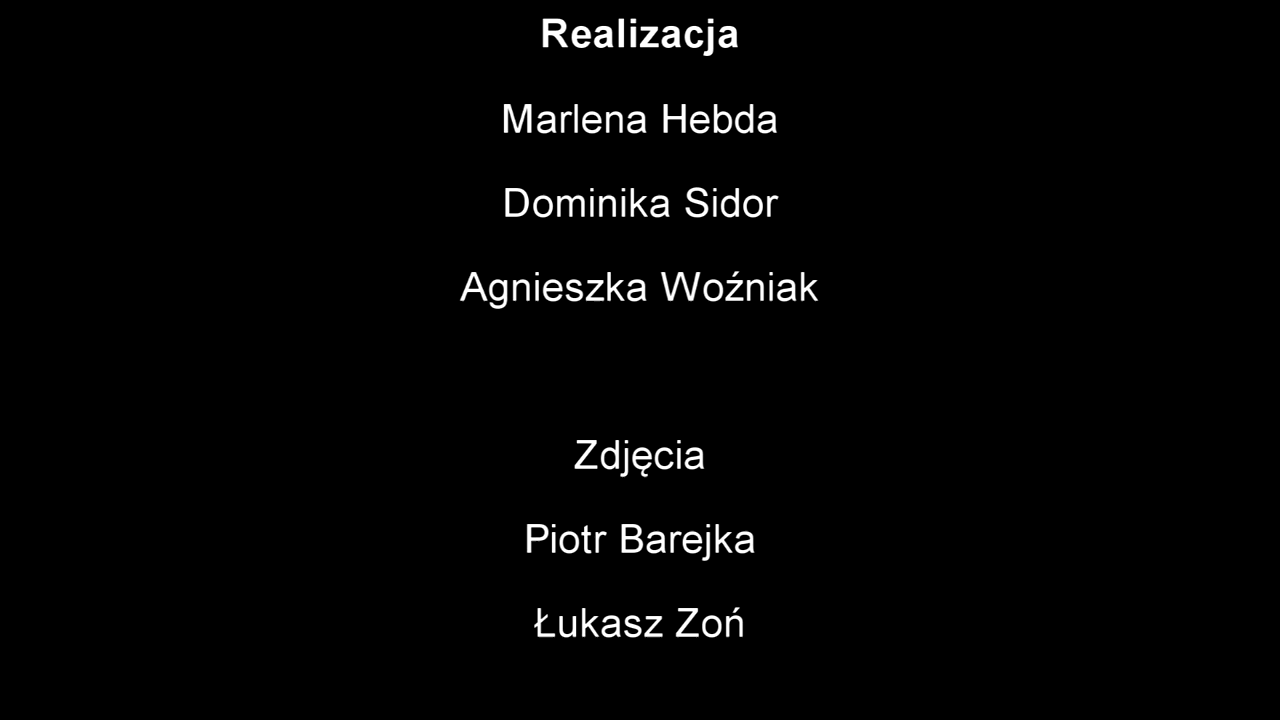 Realizacja
Marlena Hebda
Dominika Sidor
Agnieszka Woźniak
Zdjęcia
Piotr Barejka
Łukasz Zoń